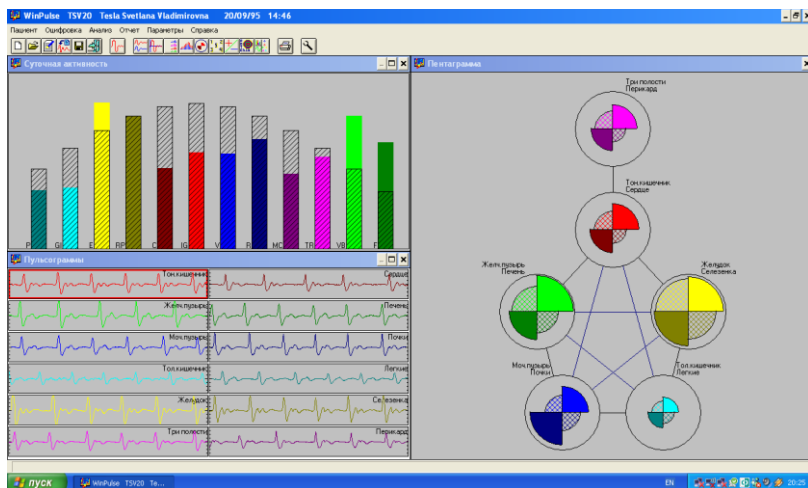 WinPulse TSV20 Tesla Svetlana Vladimirovna 20/09/95 14:46
Пациент Оцифровка Анализ Отчет Параметры Справка
Суточная активность
P GI E RP C IG V R MC TR VB F
Пульсограммы
Тон.кишечник Сердце
Желч.пузырь Печень
Моч.пузырь Почки
Тол.кишечник Легкие
Желудок Селезенка
Три полости Перикард
Пентаграмма
Три полости
Перикард
Тон.кишечник
Сердце
Желч.пузырь
Печень
Желудок
Селезенка
Моч.пузырь
Почки
Тол.кишечник
Легкие
пуск WinPulse TSV20 Te... EN 20:25